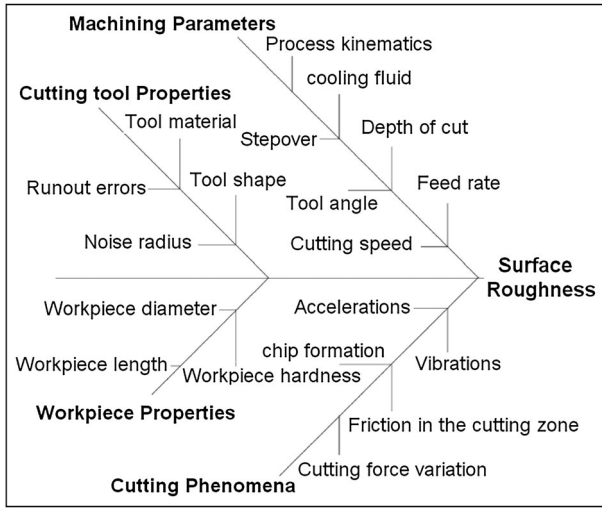 Machining Parameters
Process kinematics
cooling fluid
Cutting tool Properties
Tool material
Stepover
Depth of cut
Runout errors
Tool shape
Tool angle
Feed rate
Noise radius
Cutting speed
Surface
Roughness
Workpiece diameter
Accelerations
chip formation
Workpiece length
Workpiece hardness
Vibrations
Workpiece Properties
Friction in the cutting zone
Cutting force variation
Cutting Phenomena